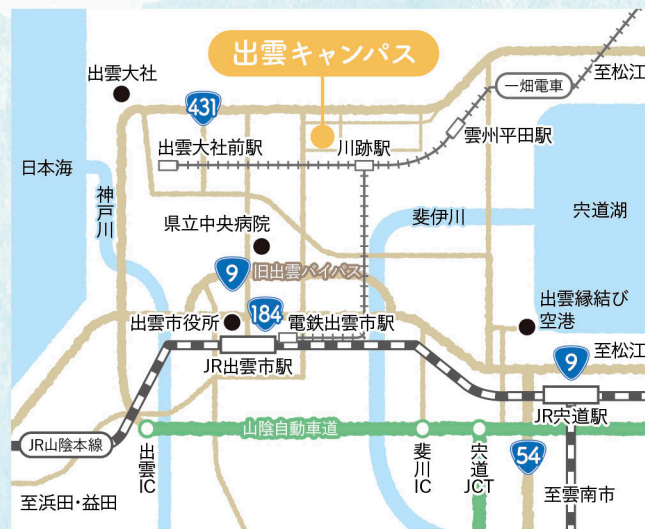 出雲キャンパス
出雲大社
至松江
一畑電車
431
出雲大社前駅
川跡駅
雲州平田駅
日本海
神戸川
斐伊川
宍道湖
県立中央病院
9
旧出雲バイパス
出雲縁結び
空港
184
出雲市役所
電鉄出雲市駅
JR出雲市駅
至松江
9
JR宍道駅
JR山陰本線
山陰自動車道
出雲
IC
斐川
IC
宍道
JCT
54
至浜田・益田
至雲南市